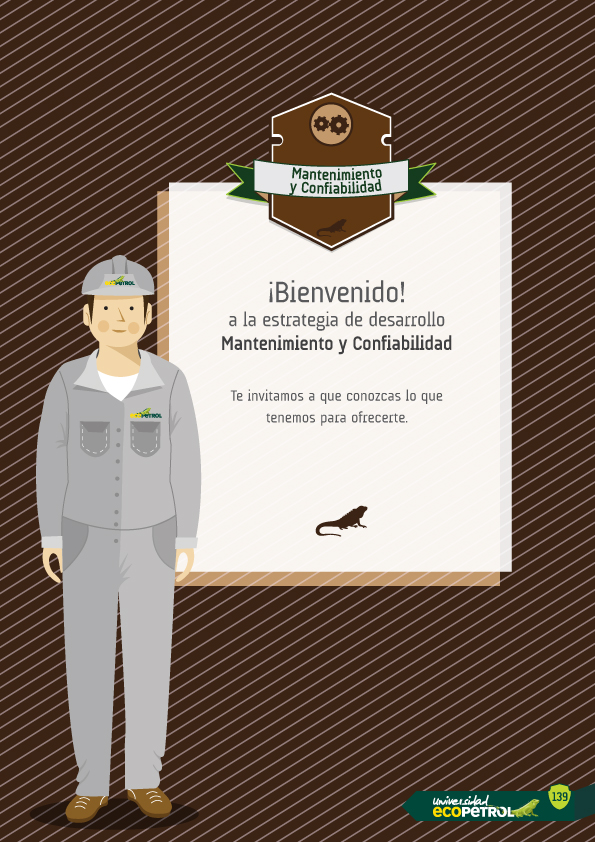 Mantenimiento
y Confiabilidad
¡Bienvenido!
a la estrategia de desarrollo
Mantenimiento y Confiabilidad
Te invitamos a que conozcas lo que
tenemos para ofrecerte.
ECOPETROL
ECOPETROL
universidad
ECOPETROL
139